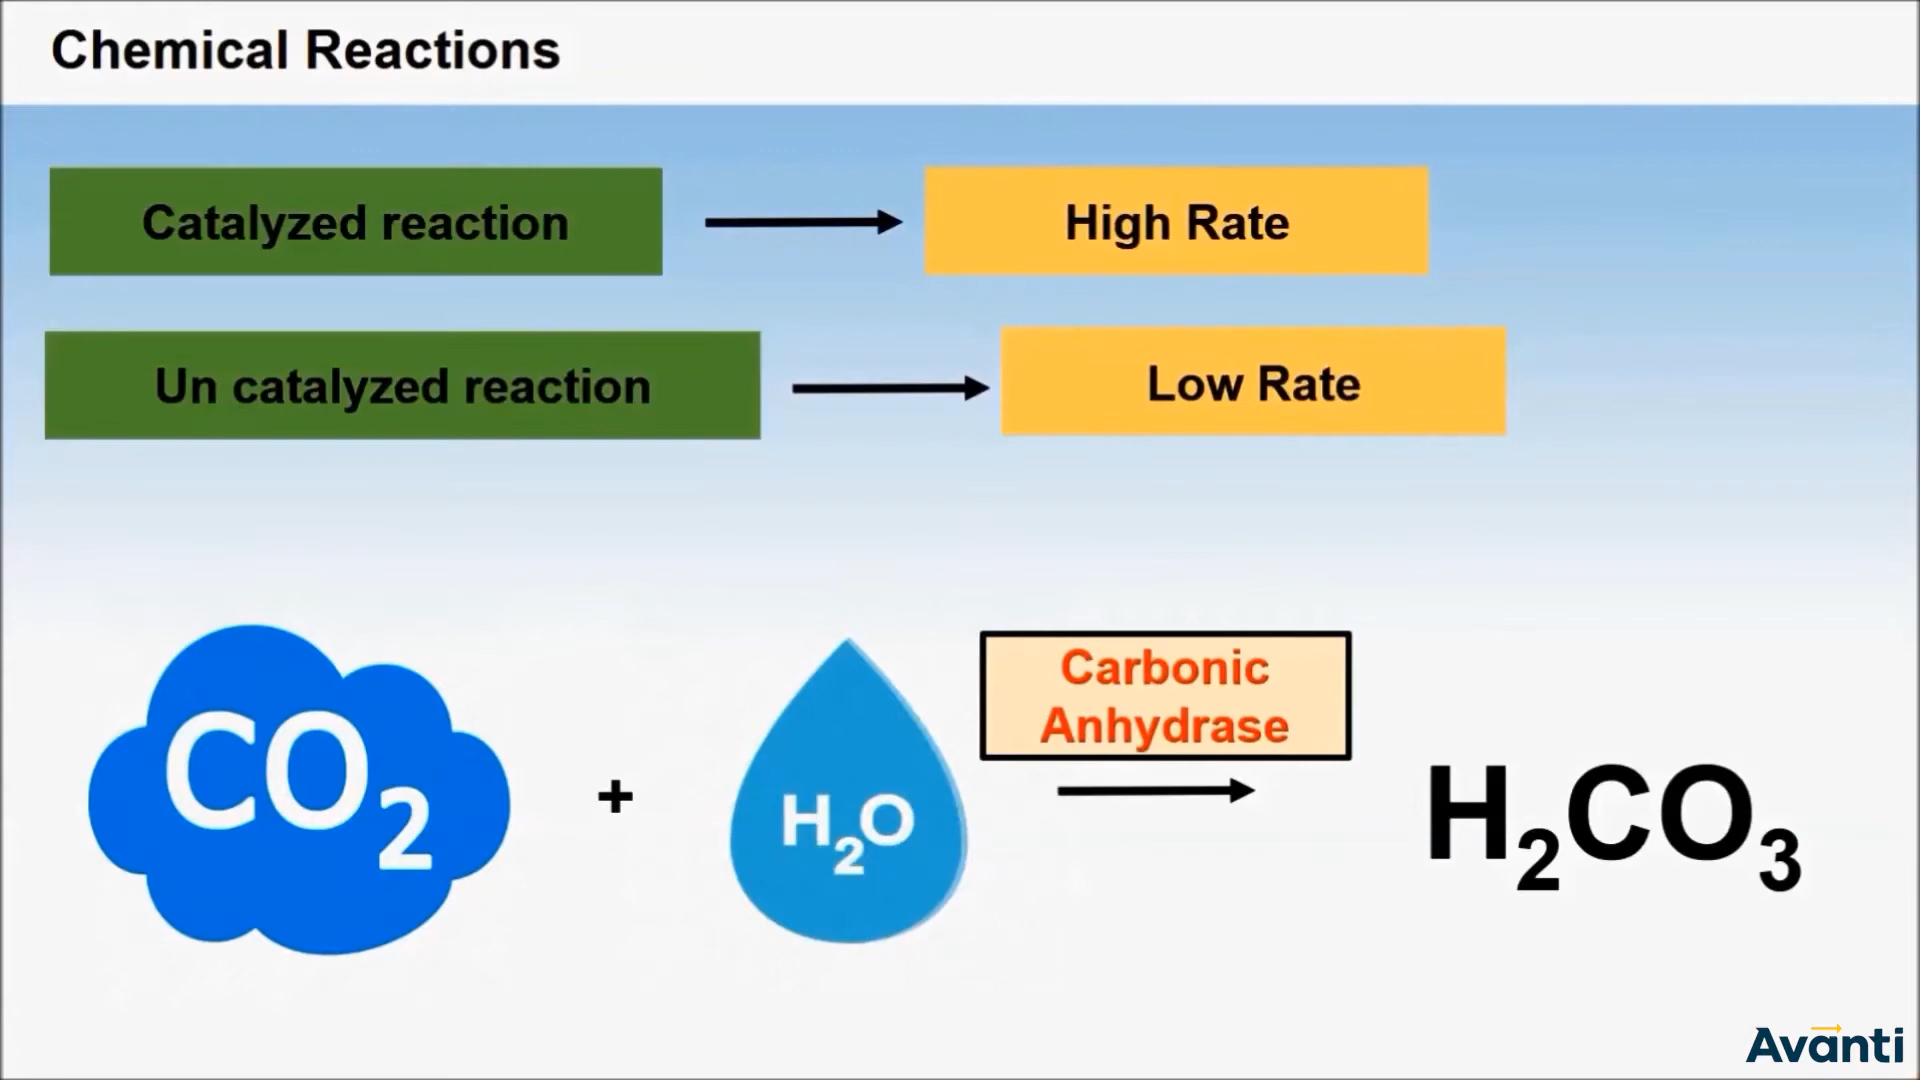 Chemical Reactions
Catalyzed reaction
High Rate
Un catalyzed reaction
Low Rate
CO₂
+
H₂O
Carbonic
Anhydrase
H₂CO₃
Avanti